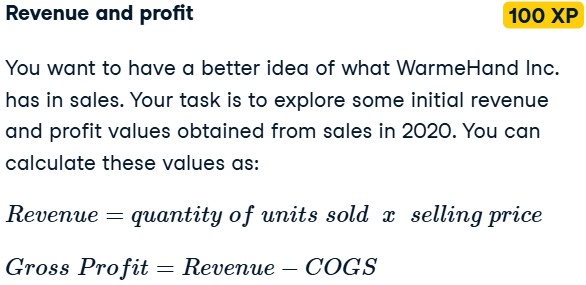 Revenue and profit
100 XP
You want to have a better idea of what WarmeHand Inc.
has in sales. Your task is to explore some initial revenue
and profit values obtained from sales in 2020. You can
calculate these values as:
Revenue = quantity of units sold x selling price
Gross Profit = Revenue − COGS